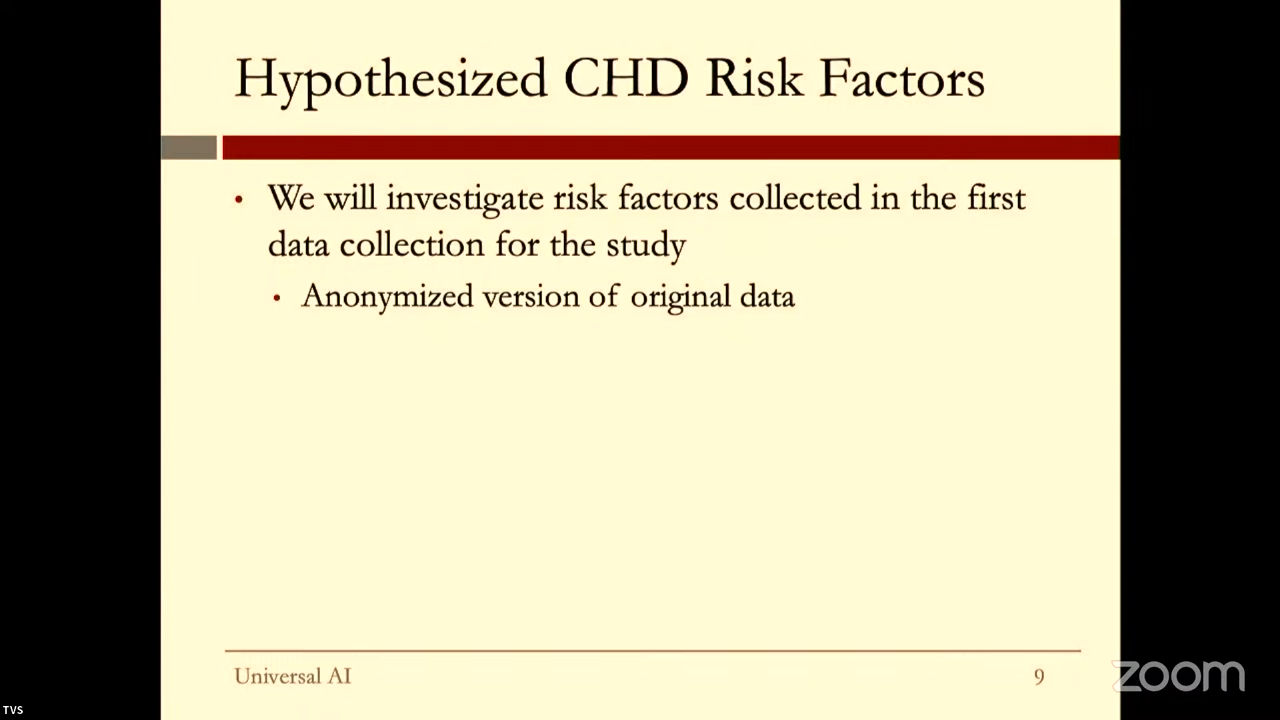 Hypothesized CHD Risk Factors
• We will investigate risk factors collected in the first
data collection for the study
• Anonymized version of original data
Universal AI
9
zoom
TVS